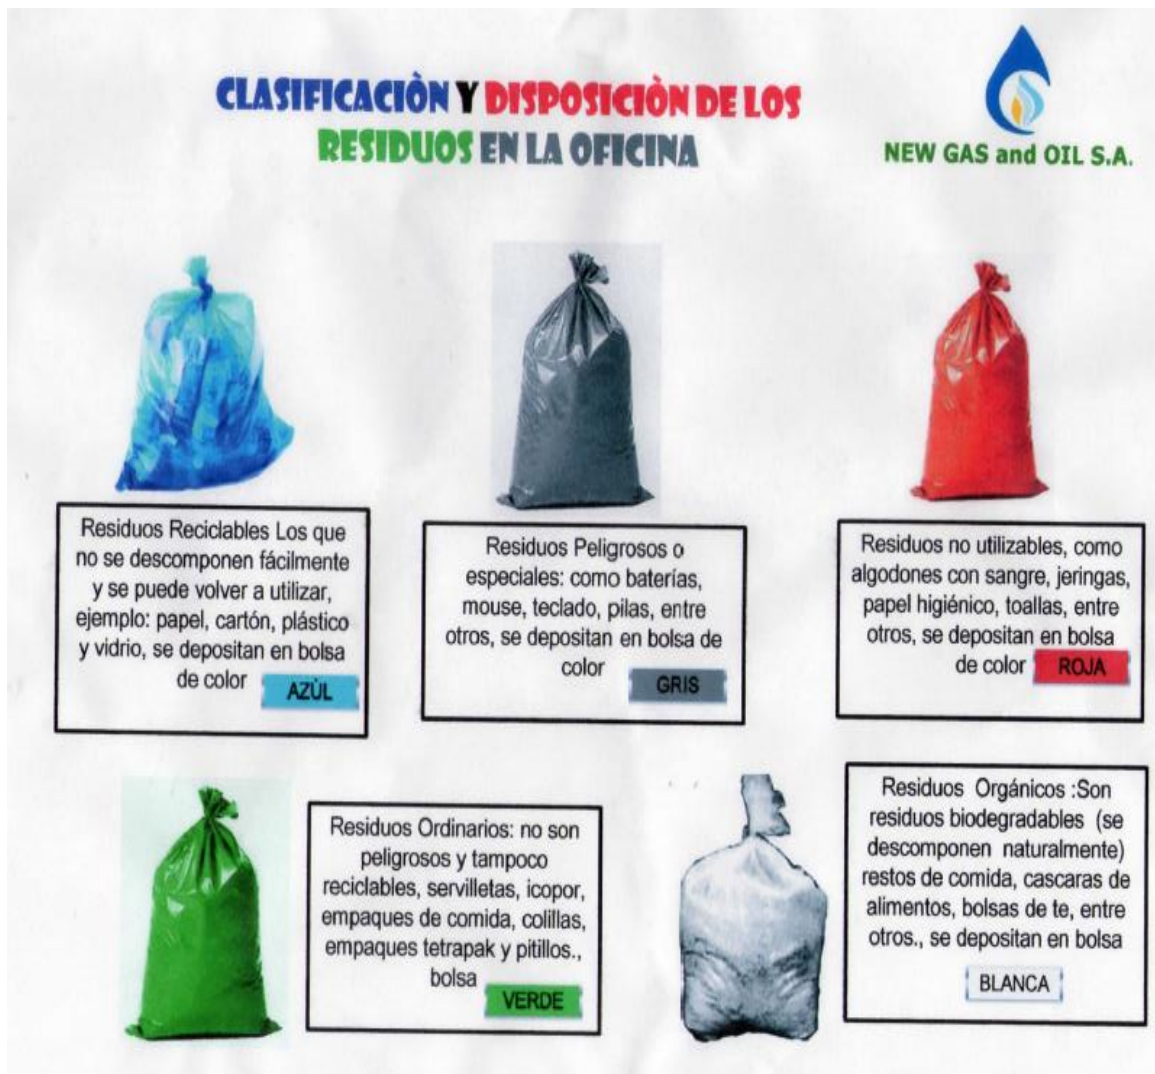 CLASIFICACIÒN Y DISPOSICIÒN DE LOS
RESIDUOS EN LA OFICINA
NEW GAS and OIL S.A.
Residuos Reciclables Los que
no se descomponen fácilmente
y se puede volver a utilizar,
ejemplo: papel, cartón, plástico
y vidrio, se depositan en bolsa
de color AZÙL
Residuos Peligrosos o
especiales: como baterías,
mouse, teclado, pilas, entre
otros, se depositan en bolsa de
color GRIS
Residuos no utilizables, como
algodones con sangre, jeringas,
papel higiénico, toallas, entre
otros, se depositan en bolsa
de color ROJA
Residuos Ordinarios: no son
peligrosos y tampoco
reciclables, servilletas, icopor,
empaques de comida, colillas,
empaques tetrapak y pitillos.,
bolsa VERDE
Residuos Orgánicos :Son
residuos biodegradables (se
descomponen naturalmente)
restos de comida, cascaras de
alimentos, bolsas de te, entre
otros., se depositan en bolsa
BLANCA